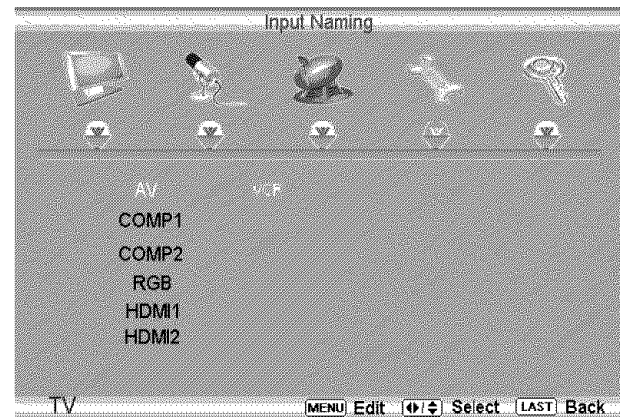 Input Naming
AV VCR
COMP1
COMP2
RGB
HDMI1
HDMI2
TV MENU Edit Select LAST Back